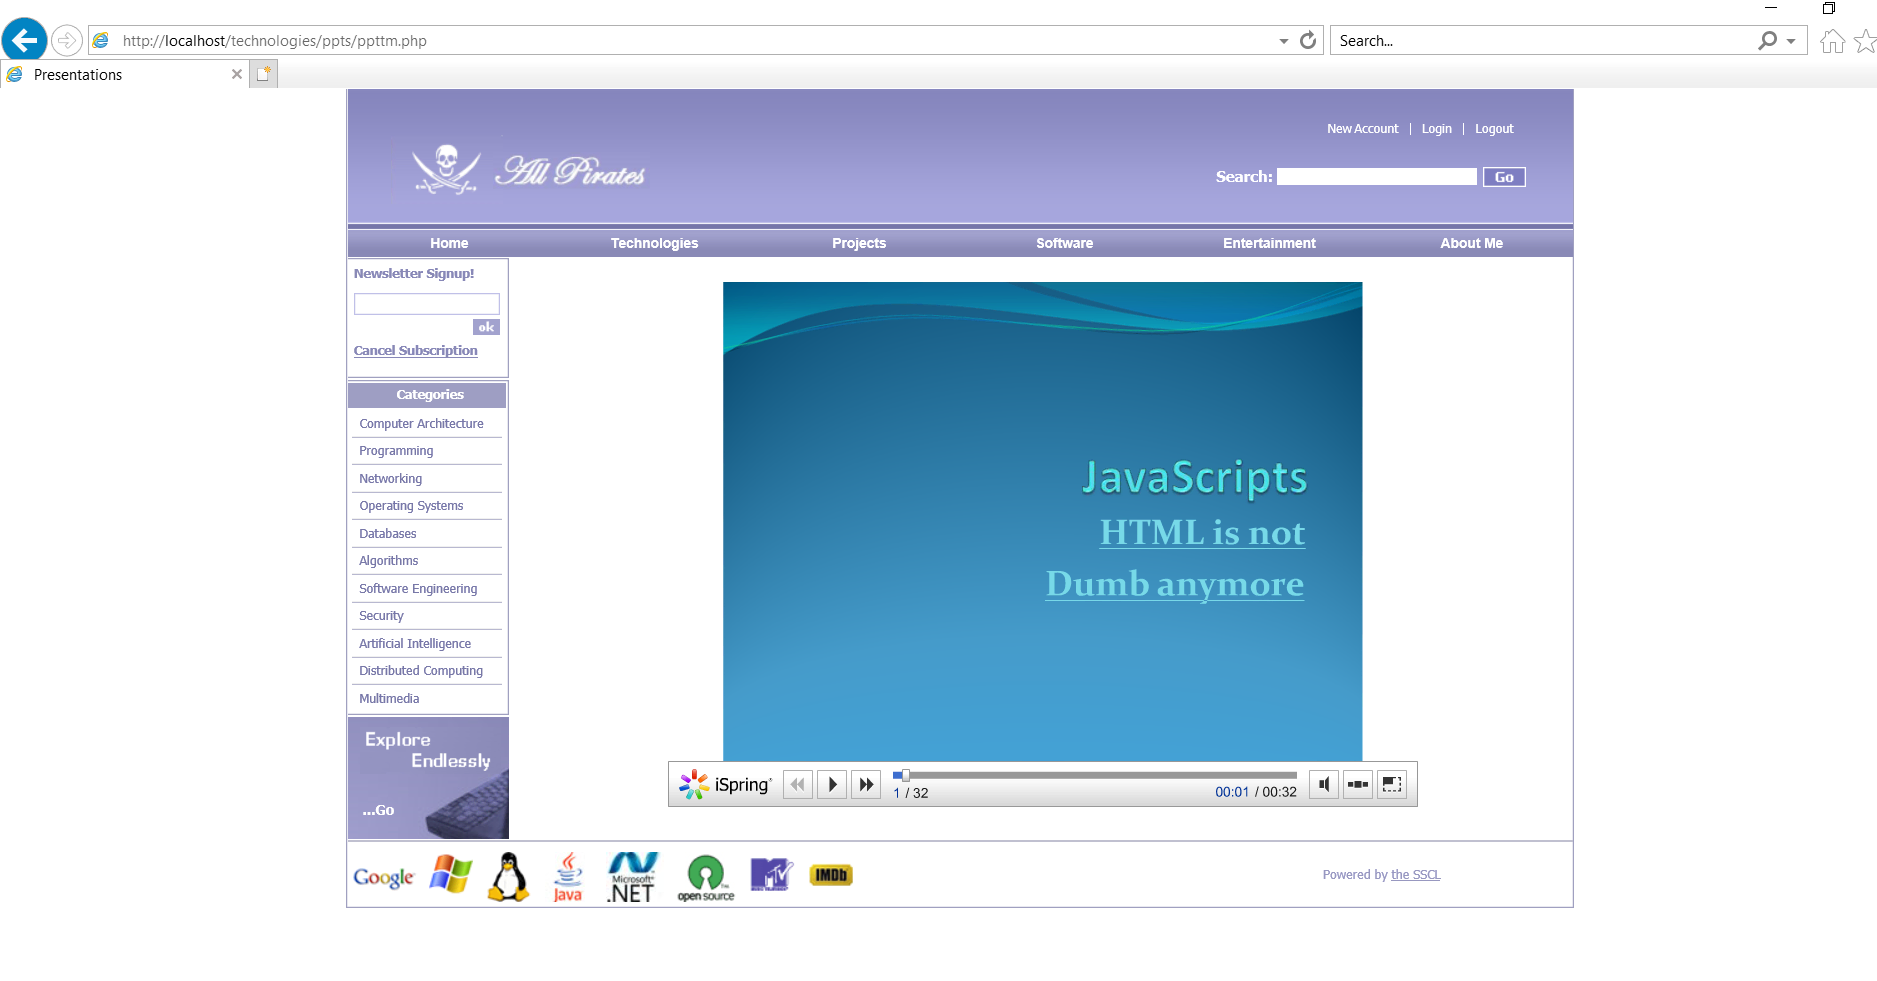 http://localhost/technologies/ppts/ppttm.php
Search...
Presentations
New Account | Login | Logout
All Pirates
Search: Go
Home Technologies Projects Software Entertainment About Me
Newsletter Signup!
ok
Cancel Subscription
Categories
Computer Architecture
Programming
Networking
Operating Systems
Databases
Algorithms
Software Engineering
Security
Artificial Intelligence
Distributed Computing
Multimedia
Explore
Endlessly
...Go
JavaScripts
HTML is not
Dumb anymore
iSpring
1 / 32
00:01 / 00:32
Google
Java
Microsoft
.NET
open source
MTV
IMDb
Powered by the SSCL